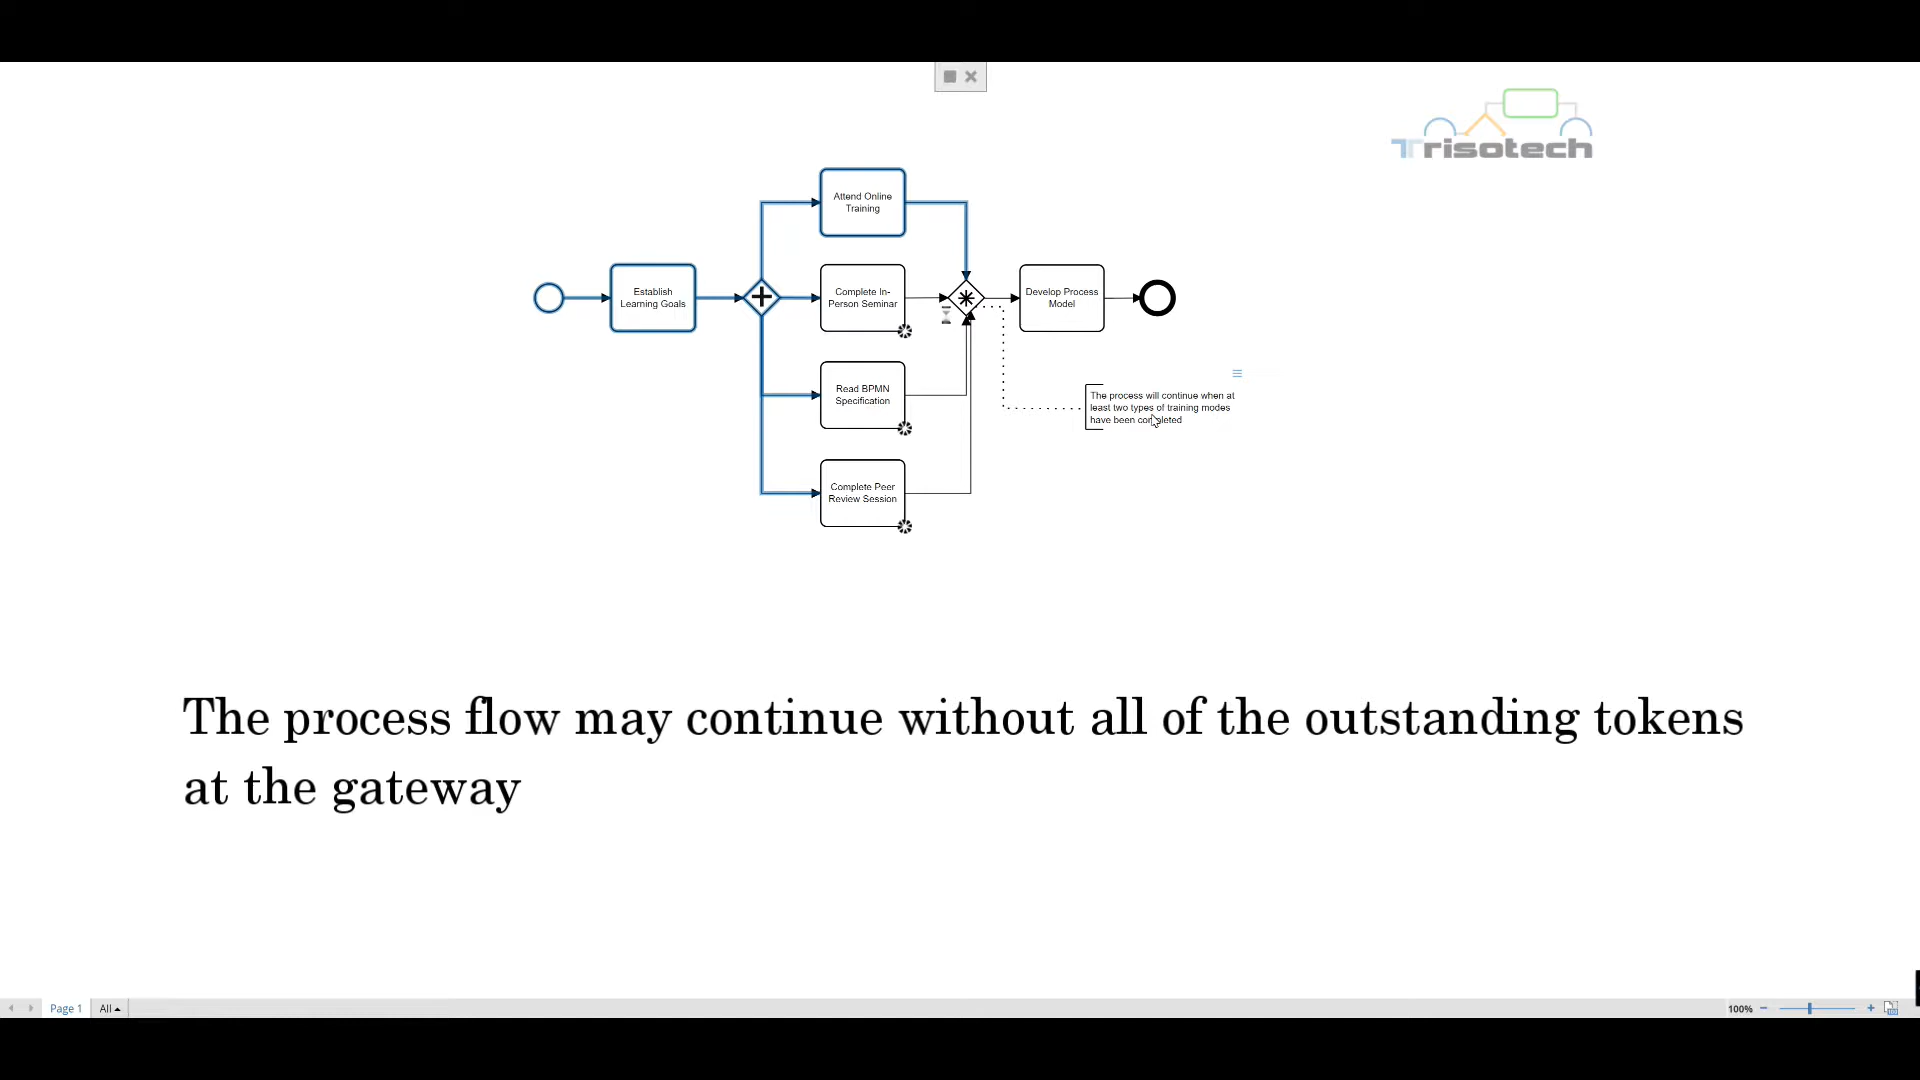 Trisotech
Attend Online
Training
Establish
Learning Goals
Complete In-
Person Seminar
Develop Process
Model
Read BPMN
Specification
The process will continue when at
least two types of training modes
have been completed
Complete Peer
Review Session
The process flow may continue without all of the outstanding tokens
at the gateway
Page 1
All
100%